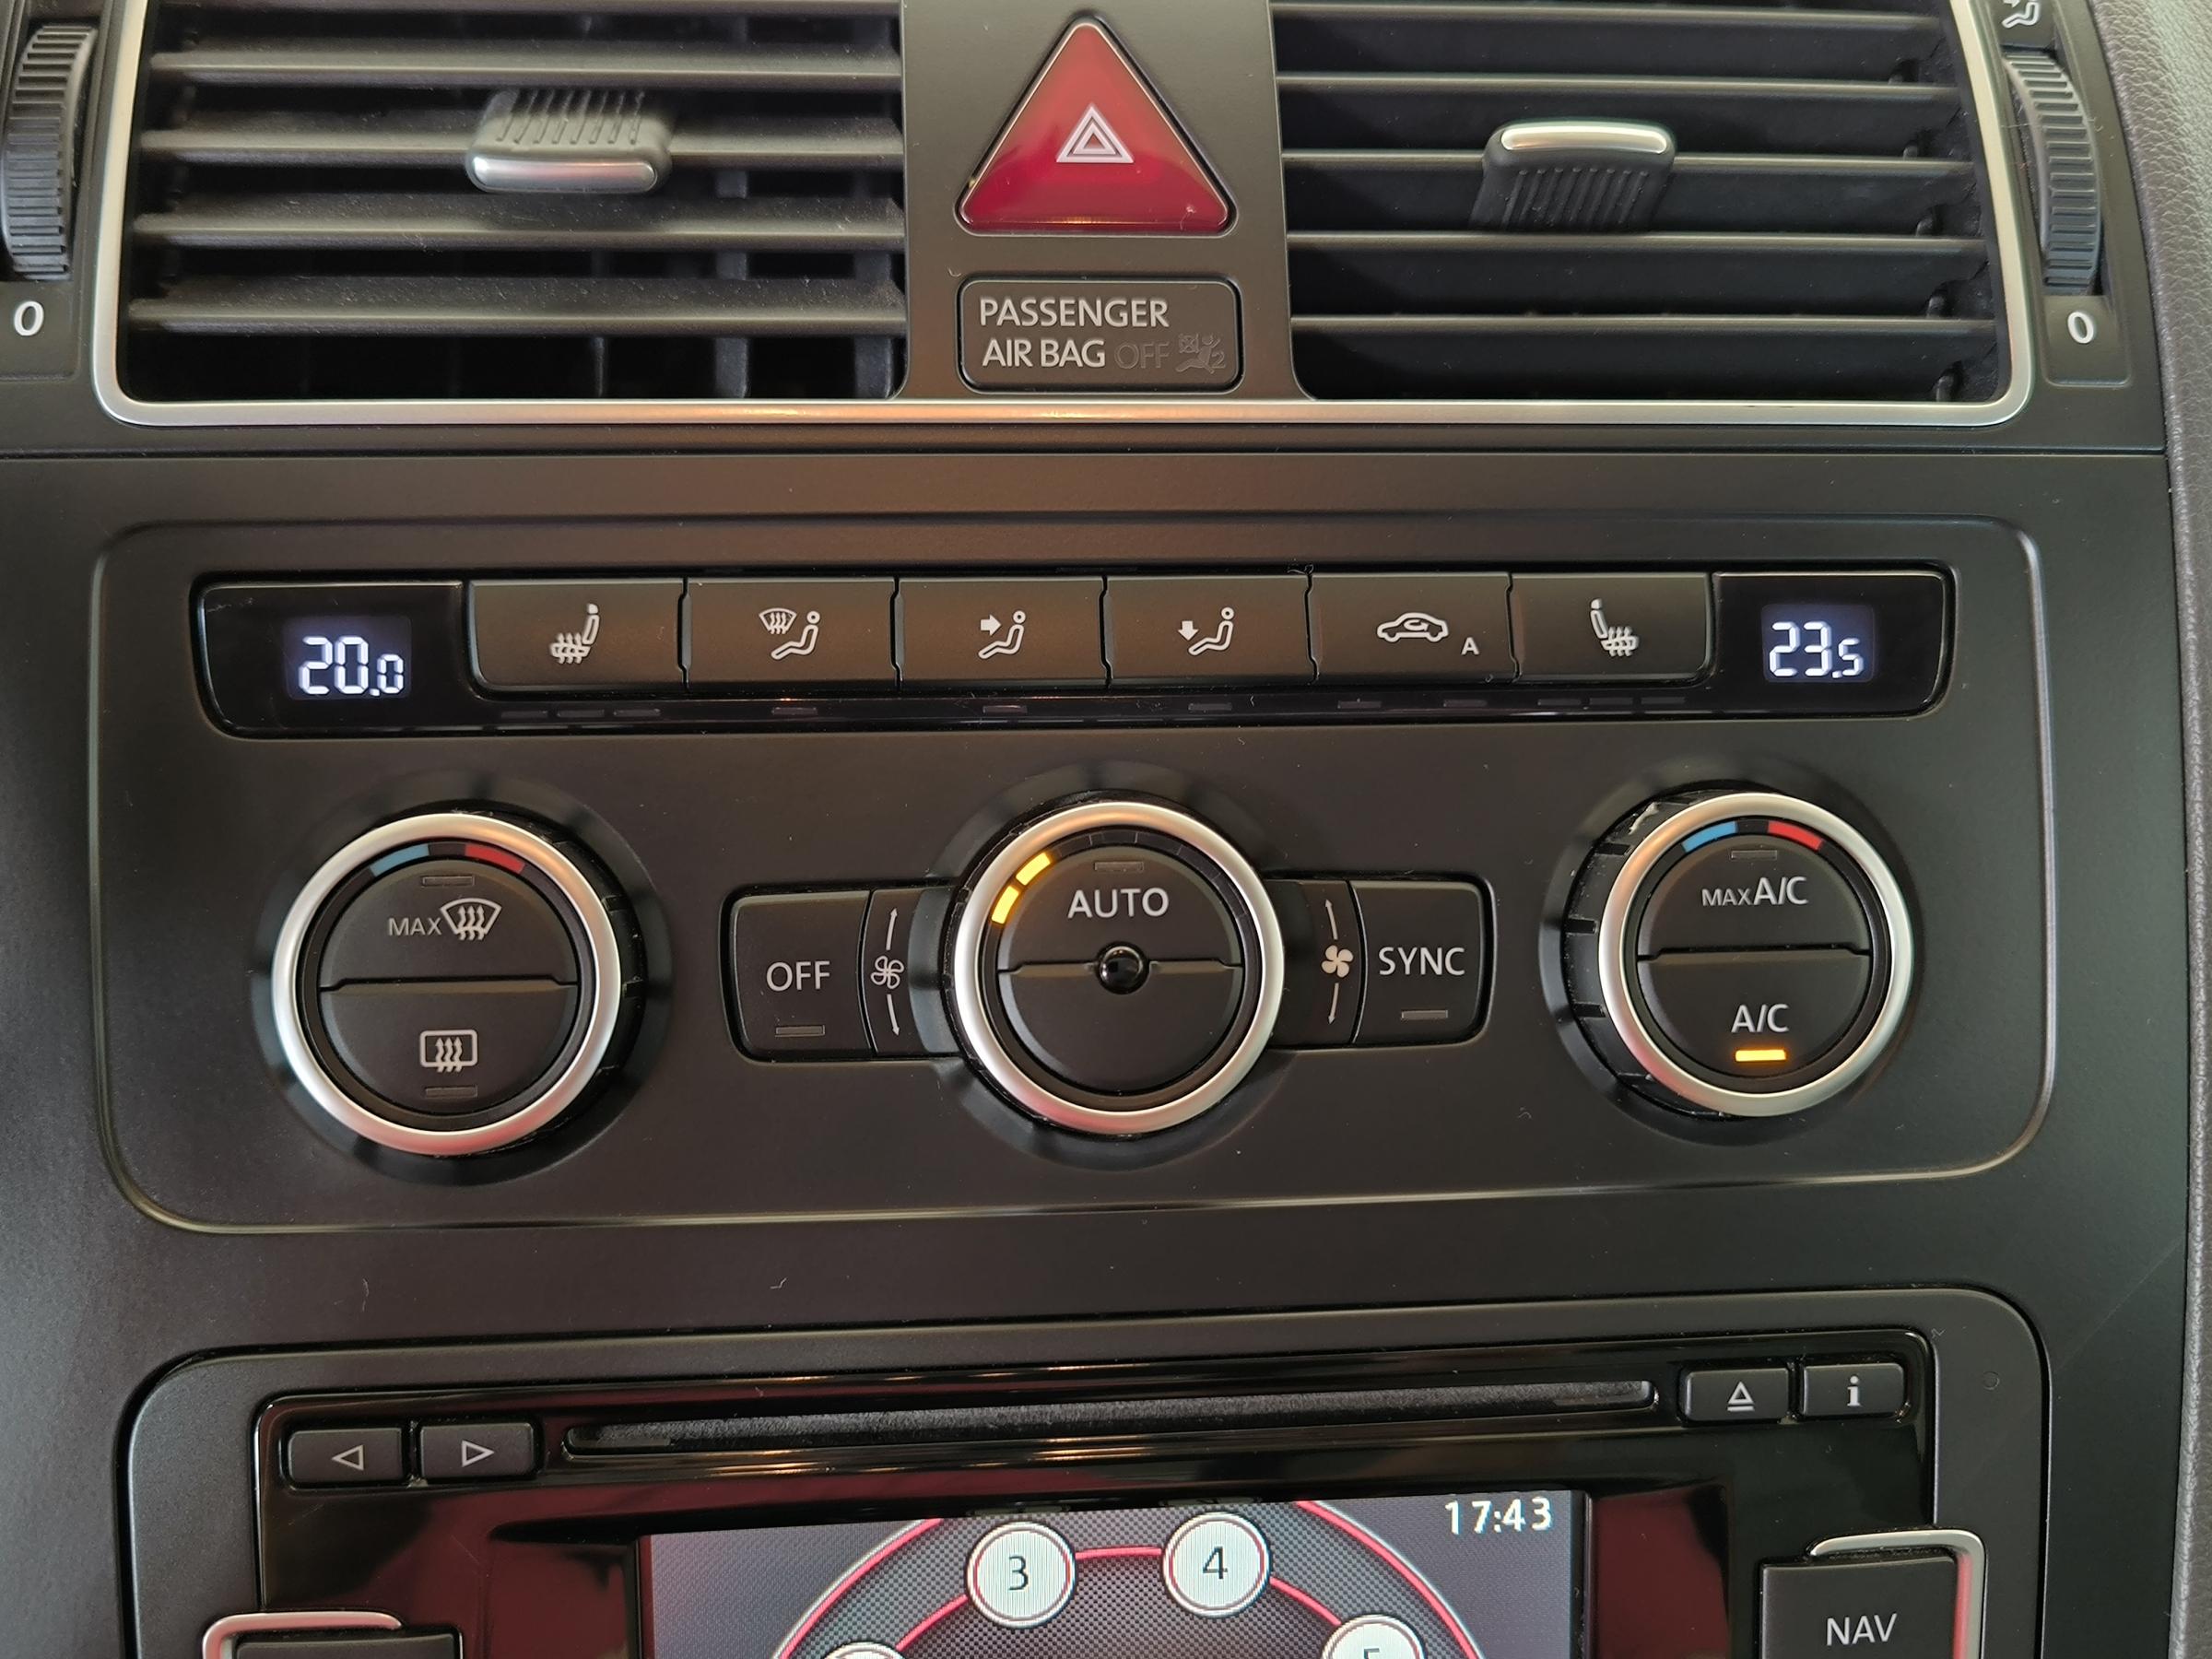 PASSENGER
AIR BAG OFF 2
0
0
20.0
A
23.5
MAX
OFF
AUTO
SYNC
MAX A/C
A/C
i
17:43
3
4
NAV